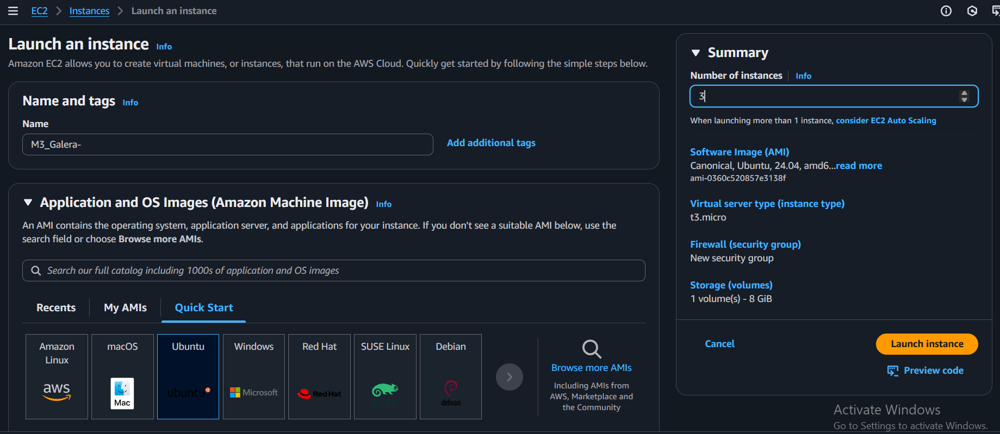 EC2 > Instances > Launch an instance
Launch an instance Info
Amazon EC2 allows you to create virtual machines, or instances, that run on the AWS Cloud. Quickly get started by following the simple steps below.
Name and tags Info
Name
M3_Galera-
Add additional tags
Application and OS Images (Amazon Machine Image) Info
An AMI contains the operating system, application server, and applications for your instance. If you don't see a suitable AMI below, use the
search field or choose Browse more AMIs.
Search our full catalog including 1000s of application and OS images
Recents
My AMIs
Quick Start
Amazon
Linux
aws
macOS
Mac
Ubuntu
ubuntu
Windows
Microsoft
Red Hat
Red Hat
SUSE Linux
SUSE
Debian
debian
Browse more AMIs
Including AMIs from
AWS, Marketplace and
the Community
Summary
Number of instances Info
3
When launching more than 1 instance, consider EC2 Auto Scaling
Software Image (AMI)
Canonical, Ubuntu, 24.04, amd6...read more
ami-0360c520857e3138f
Virtual server type (instance type)
t3.micro
Firewall (security group)
New security group
Storage (volumes)
1 volume(s) - 8 GiB
Cancel
Launch instance
Preview code
Activate Windows
Go to Settings to activate Windows.